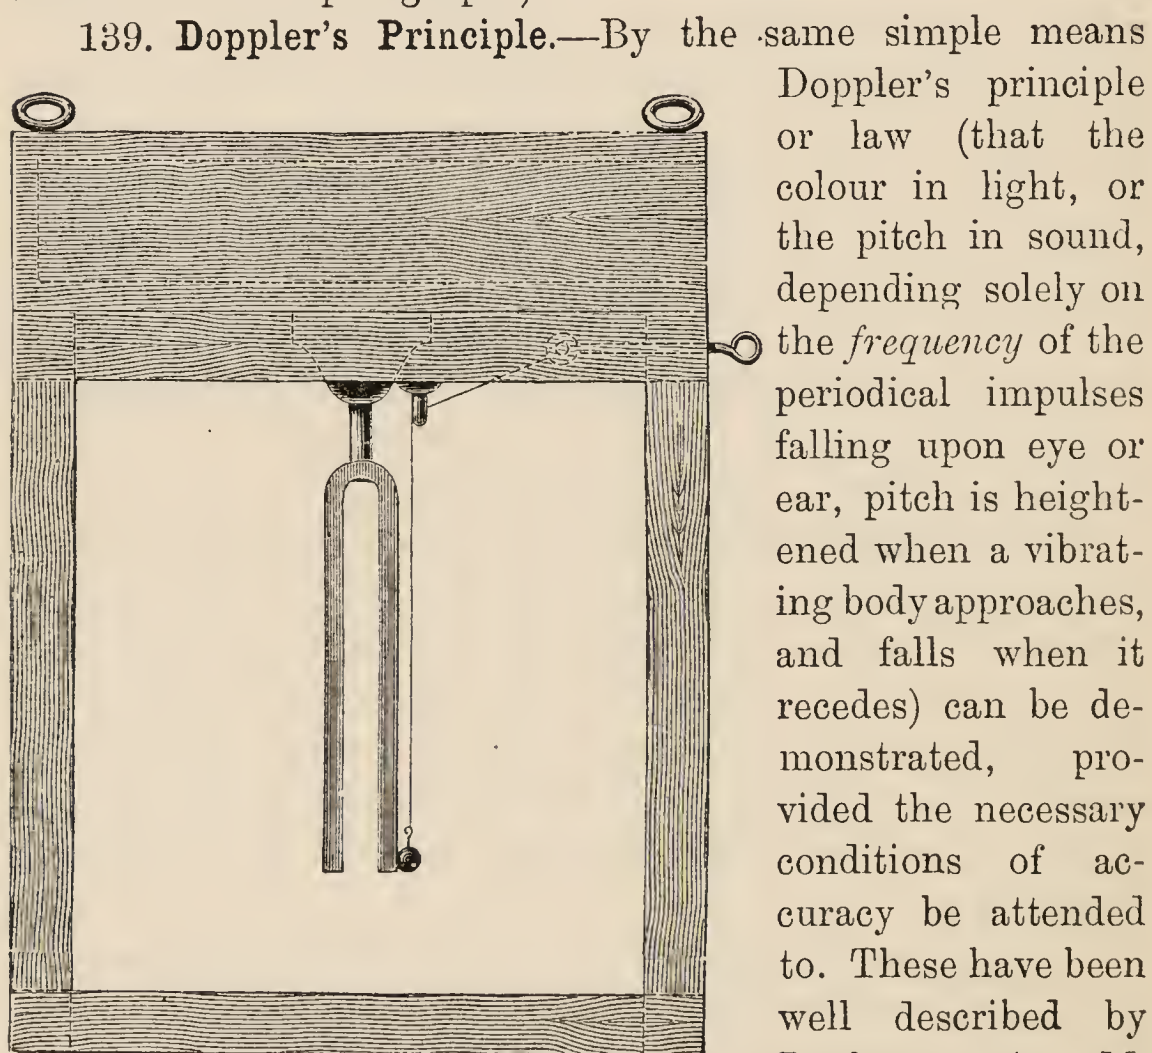 139. Doppler's Principle.—By the same simple means
Doppler's principle
or law (that the
colour in light, or
the pitch in sound,
depending solely on
the frequency of the
periodical impulses
falling upon eye or
ear, pitch is height-
ened when a vibrat-
ing body approaches,
and falls when it
recedes) can be de-
monstrated, pro-
vided the necessary
conditions of ac-
curacy be attended
to. These have been
well described by